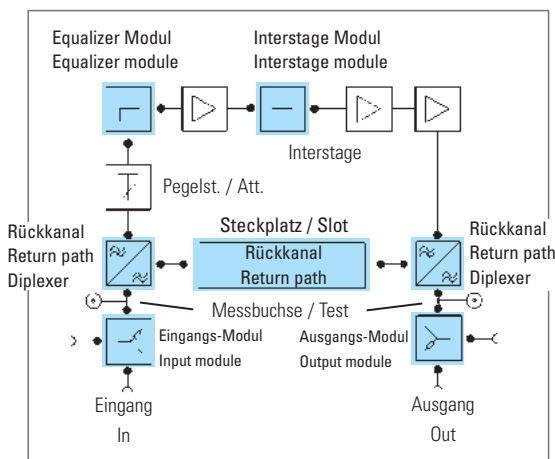 Equalizer Modul
Equalizer module
Interstage Modul
Interstage module
Interstage
Pegelst. / Att.
Rückkanal
Return path
Diplexer
Steckplatz / Slot
Rückkanal
Return path
Rückkanal
Return path
Diplexer
Messbuchse / Test
Eingangs-Modul
Input module
Ausgangs-Modul
Output module
Eingang
In
Ausgang
Out